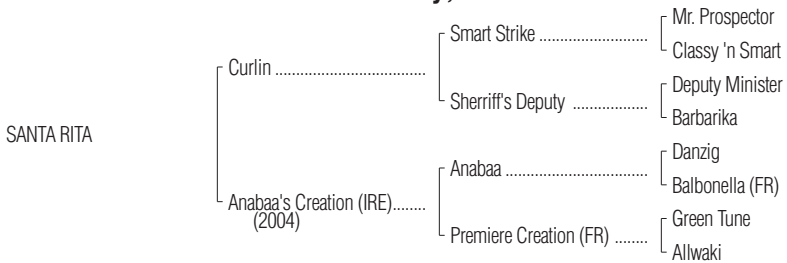 Mr. Prospector
Smart Strike ........................
Classy 'n Smart
Curlin ..................................
Deputy Minister
Sherriff's Deputy .................
Barbarika
SANTA RITA
Danzig
Anabaa ................................
Balbonella (FR)
Anabaa's Creation (IRE)........
(2004)
Green Tune
Premiere Creation (FR) ........
Allwaki